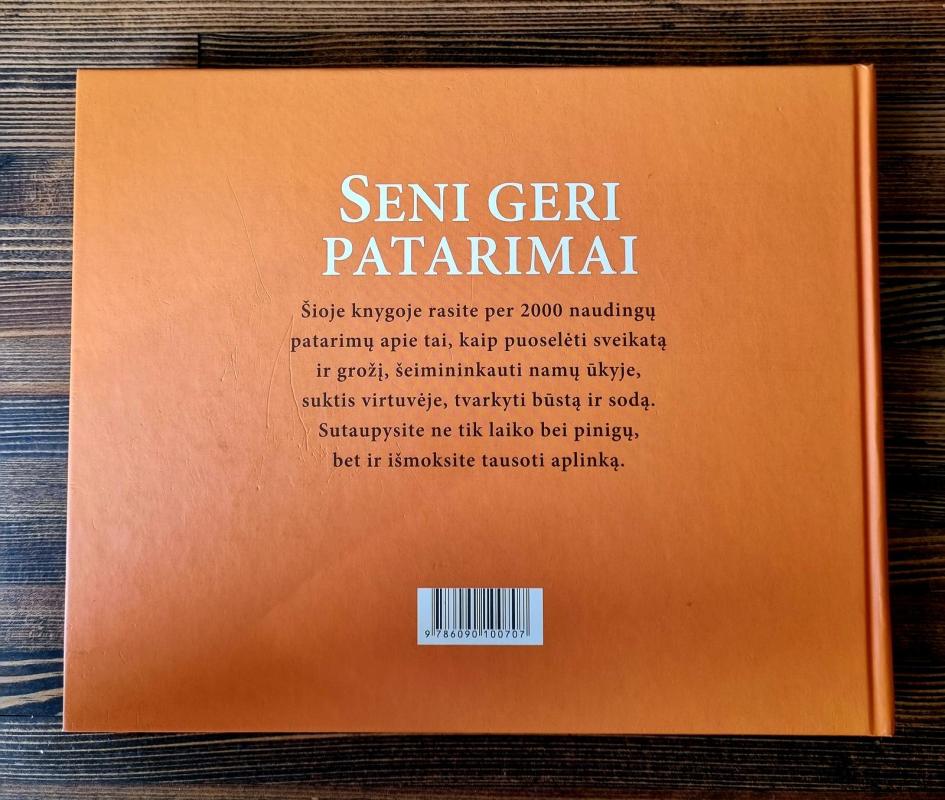 SENI GERI
PATARIMAI
Šioje knygoje rasite per 2000 naudingų
patarimų apie tai, kaip puoselėti sveikatą
ir grožį, šeimininkauti namų ūkyje,
suktis virtuvėje, tvarkyti būstą ir sodą.
Sutaupysite ne tik laiko bei pinigų,
bet ir išmoksite tausoti aplinką.
9 786090 100707